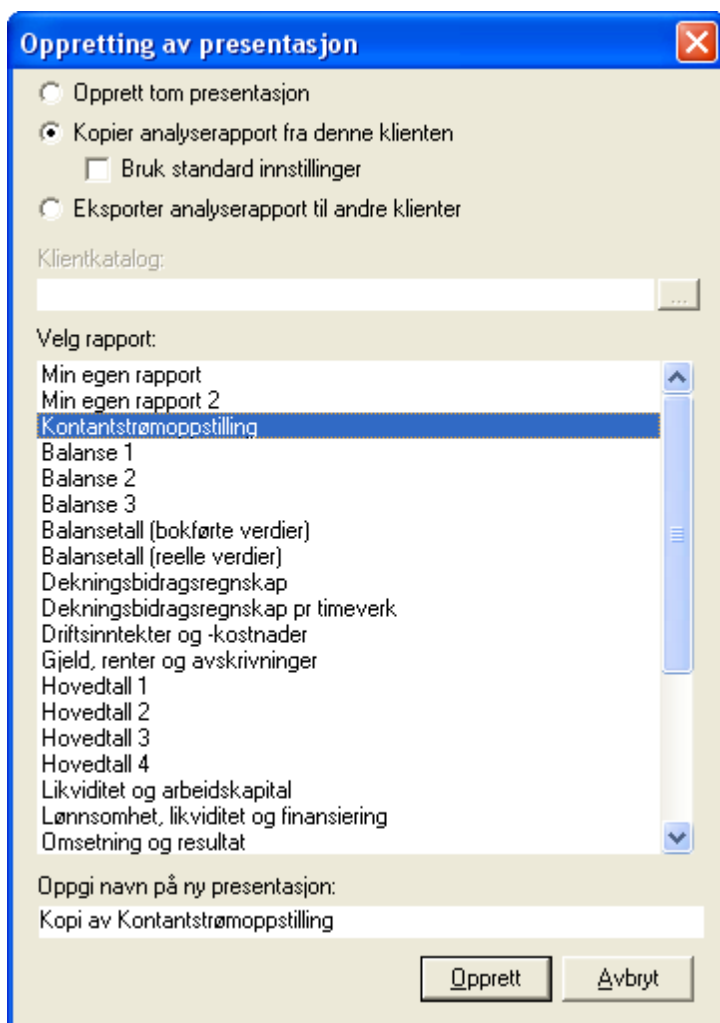 Oppretting av presentasjon
Opprett tom presentasjon
Kopier analyserapport fra denne klienten
Bruk standard innstillinger
Eksporter analyserapport til andre klienter
Klientkatalog:
...
Velg rapport:
Min egen rapport
Min egen rapport 2
Kontantstrømoppstilling
Balanse 1
Balanse 2
Balanse 3
Balansetall (bokførte verdier)
Balansetall (reelle verdier)
Dekningsbidragsregnskap
Dekningsbidragsregnskap pr timeverk
Driftsinntekter og -kostnader
Gjeld, renter og avskrivninger
Hovedtall 1
Hovedtall 2
Hovedtall 3
Hovedtall 4
Likviditet og arbeidskapital
Lønnsomhet, likviditet og finansiering
Omsetning og resultat
Oppgi navn på ny presentasjon:
Kopi av Kontantstrømoppstilling
Opprett Avbryt